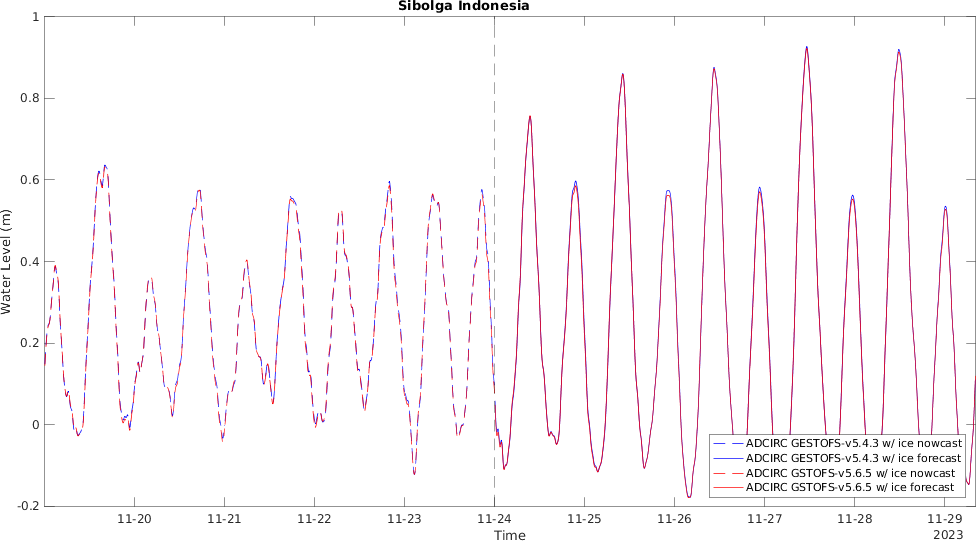 Sibolga Indonesia
1
0.8
0.6
0.4
0.2
0
-0.2
Water Level (m)
ADCIRC GESTOFS-v5.4.3 w/ ice nowcast
ADCIRC GESTOFS-v5.4.3 w/ ice forecast
ADCIRC GSTOFS-v5.6.5 w/ ice nowcast
ADCIRC GSTOFS-v5.6.5 w/ ice forecast
11-20 11-21 11-22 11-23 11-24 11-25 11-26 11-27 11-28 11-29
Time 2023